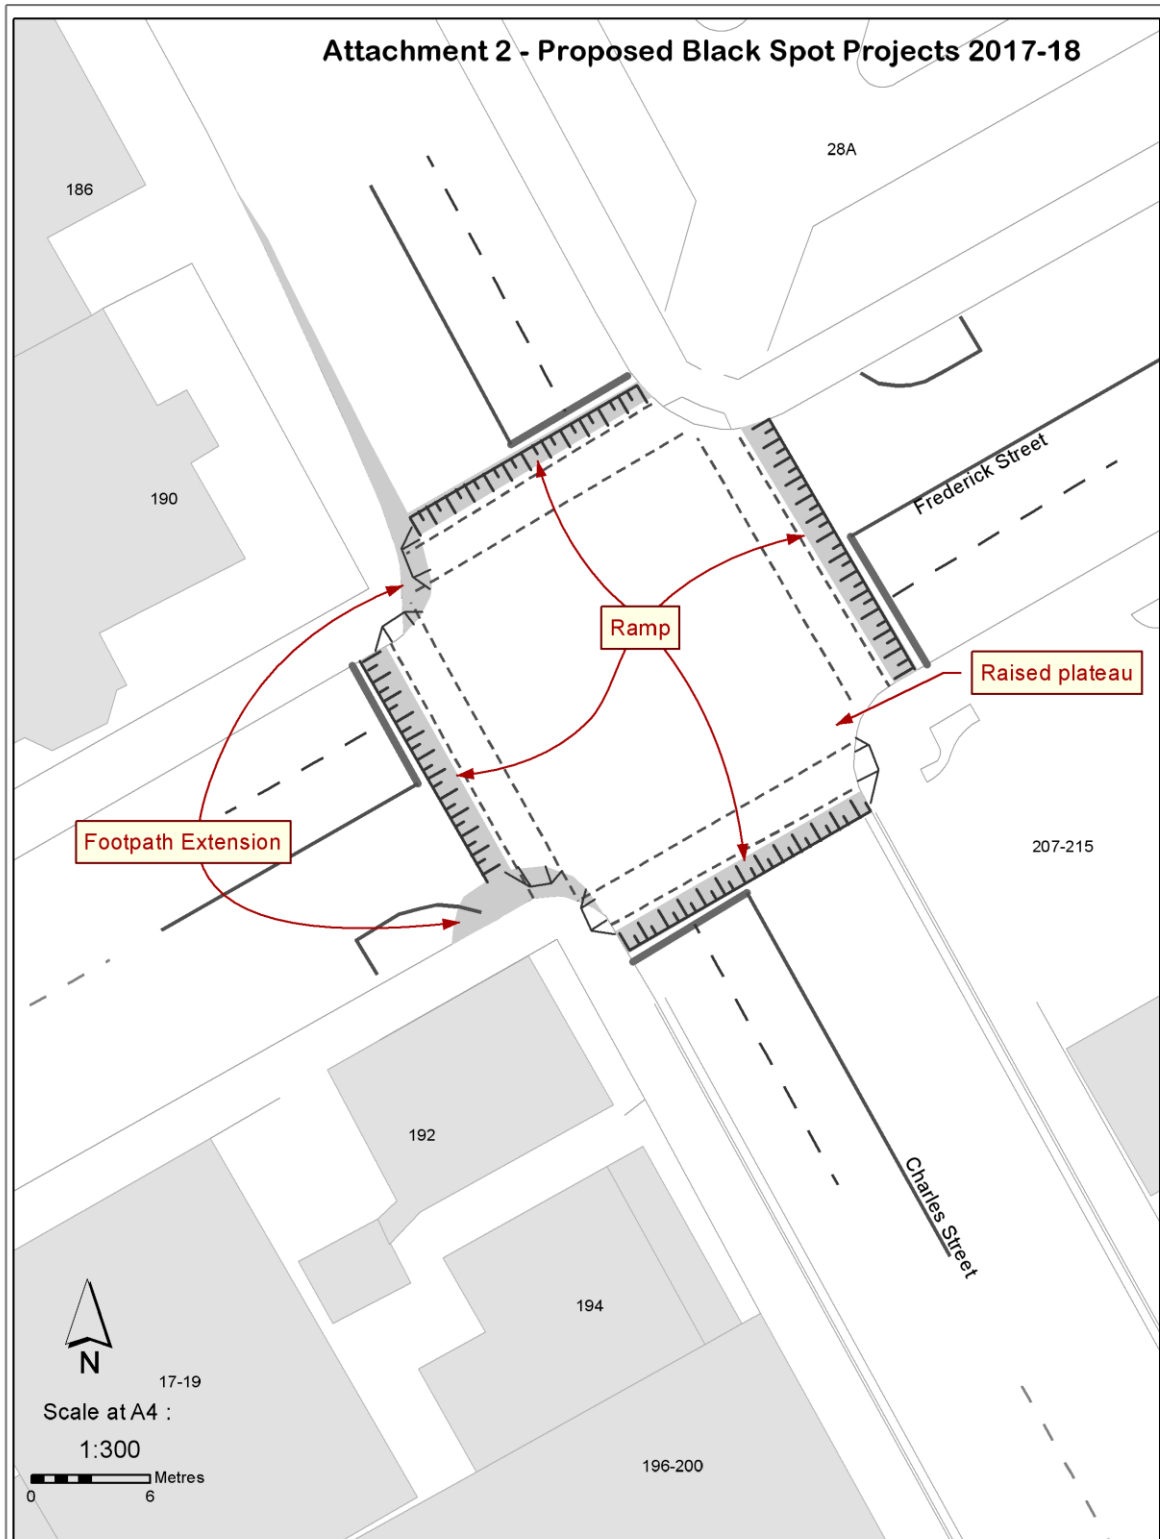 Attachment 2 - Proposed Black Spot Projects 2017-18
28A
186
Frederick Street
190
Ramp
Raised plateau
Footpath Extension
207-215
192
Charles Street
194
N
17-19
Scale at A4 :
1:300
196-200
Metres
0 6